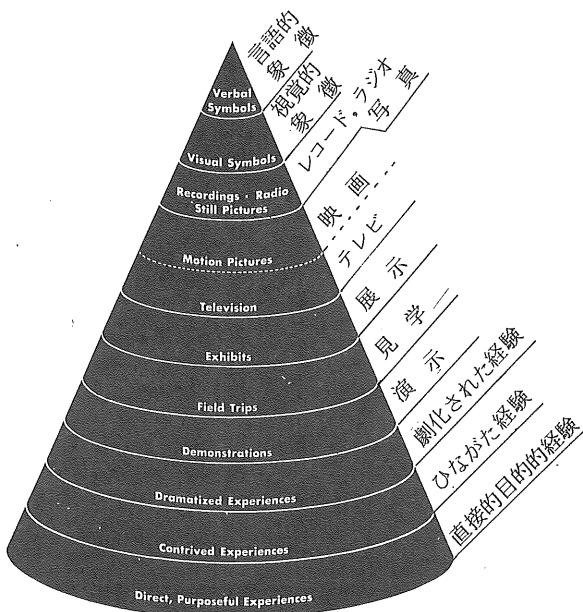 Verbal
Symbols
Visual Symbols
Recordings · Radio
Still Pictures
Motion Pictures
Television
Exhibits
Field Trips
Demonstrations
Dramatized Experiences
Contrived Experiences
Direct, Purposeful Experiences
言語的
象徴
視覚的
象徴
レコード・ラジオ
写真
映画
テレビ
展示
見学
演示
劇化された経験
ひながた経験
直接的目的的経験